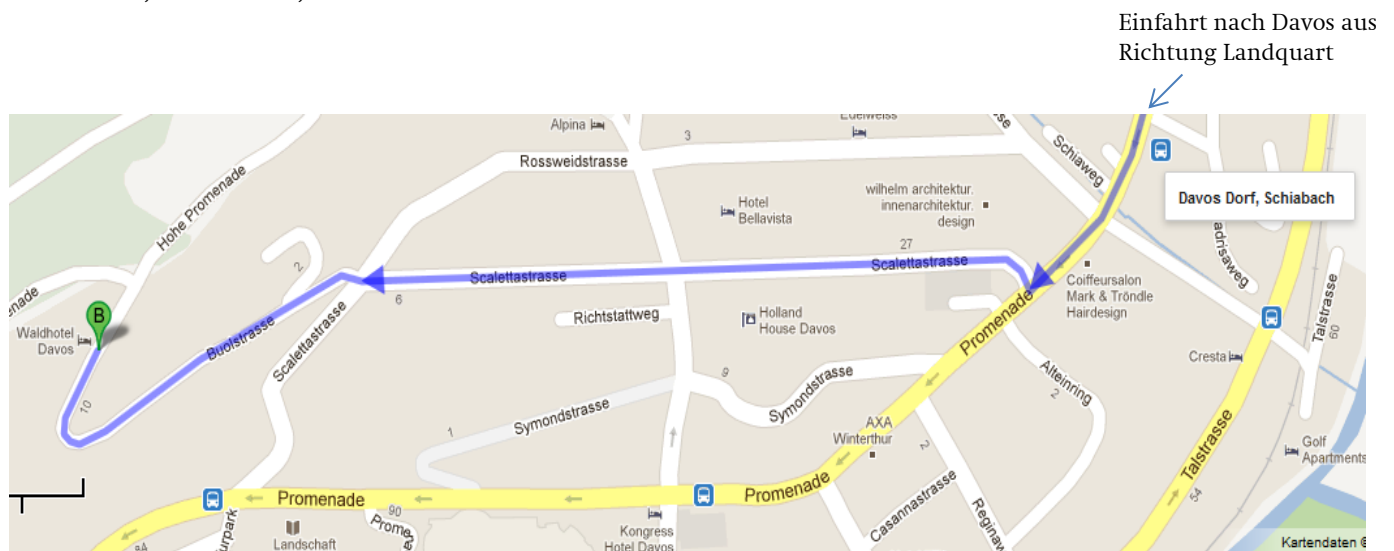 Einfahrt nach Davos aus
Richtung Landquart
Alpina
Edelweiss
3
Rossweidstrasse
Schiaweg
Hohe Promenade
wilhelm architektur.
innenarchitektur.
design
Hotel
Bellavista
Davos Dorf, Schiabach
27
2
Scalettastrasse
Scalettastrasse
6
Coiffeursalon
Mark & Tröndle
Hairdesign
Talstrasse
60
B
Waldhotel
Davos
Buolstrasse
Scalettastrasse
Richtstattweg
Holland
House Davos
Promenade
Cresta
Alteinring
2
9
Symondstrasse
10
Symondstrasse
1
AXA
Winterthur
2
Talstrasse
54
Golf
Apartments
Promenade
90
Promenade
Casannastrasse
Landschaft
Kongress
Hotel Davos
84
Kartendaten ©